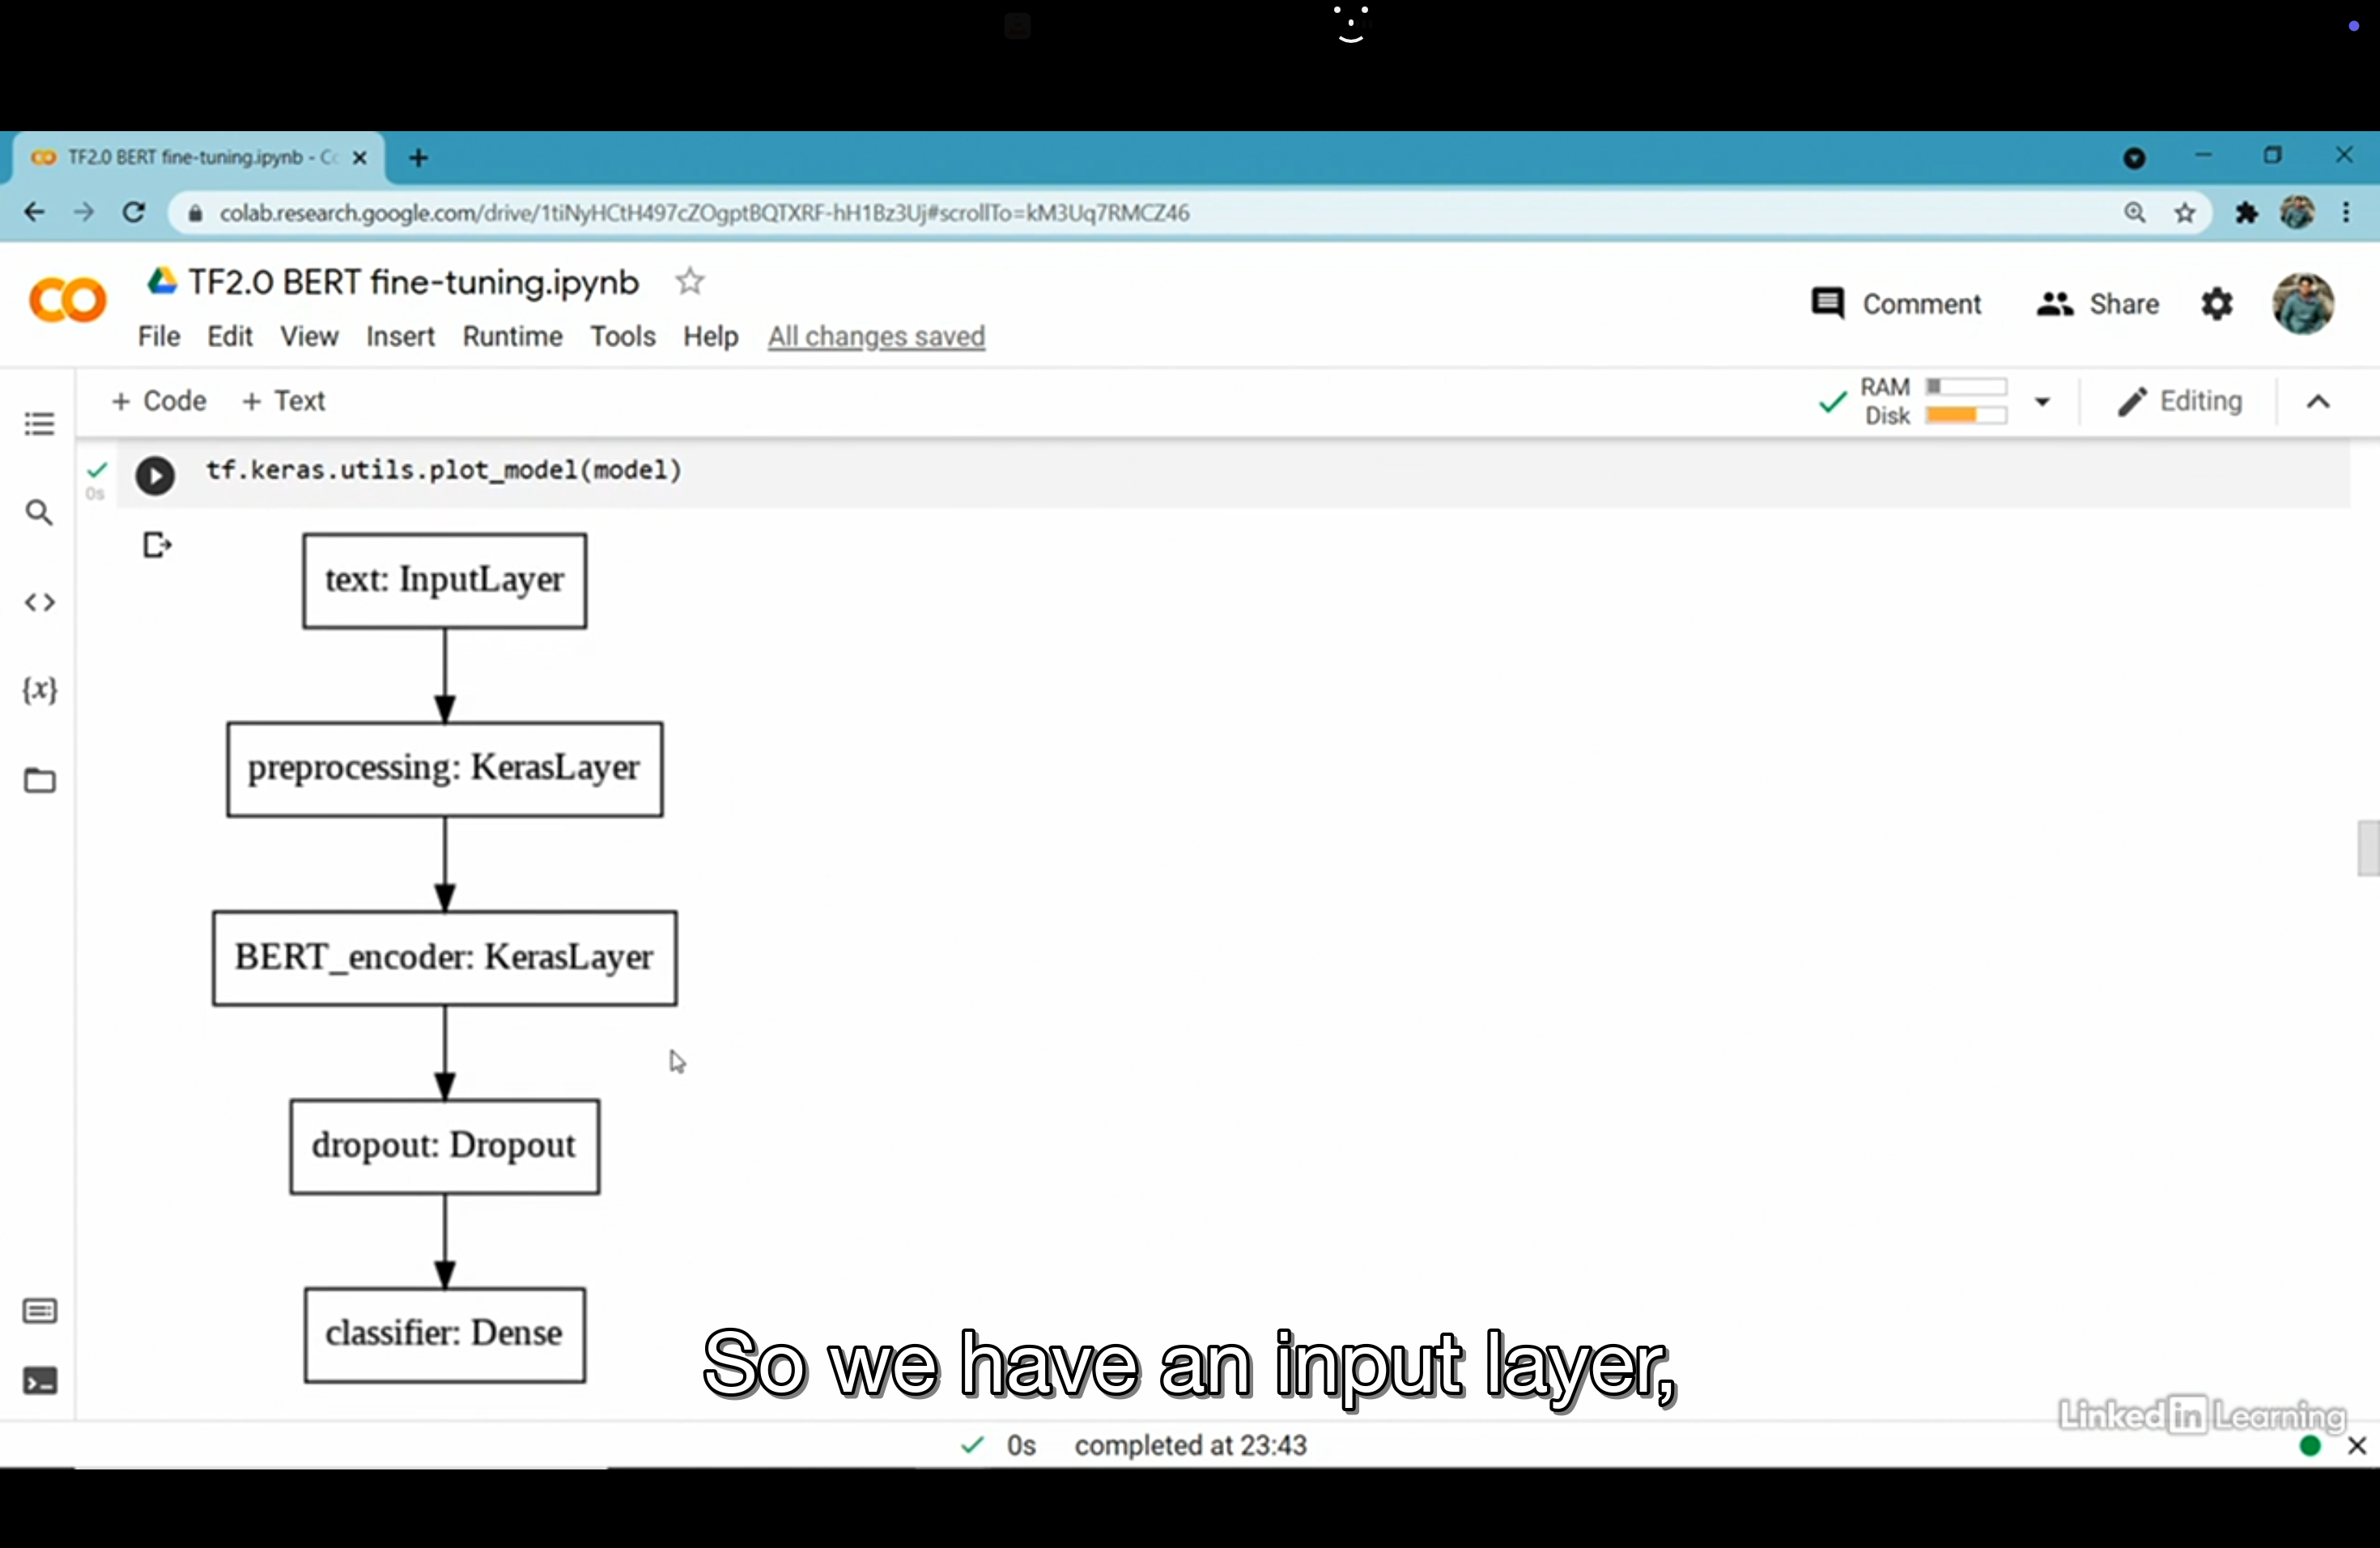 TF2.0 BERT fine-tuning.ipynb - Co
colab.research.google.com/drive/1tiNyHCtH497cZOgptBQTXRF-hH1Bz3Uj#scrollTo=kM3Uq7RMCZ46
TF2.0 BERT fine-tuning.ipynb
Comment
Share
File Edit View Insert Runtime Tools Help All changes saved
+ Code + Text
RAM
Disk
Editing
tf.keras.utils.plot_model(model)
0s
text: InputLayer
preprocessing: KerasLayer
BERT_encoder: KerasLayer
dropout: Dropout
classifier: Dense
{x}
So we have an input layer,
Linked in Learning
0s completed at 23:43